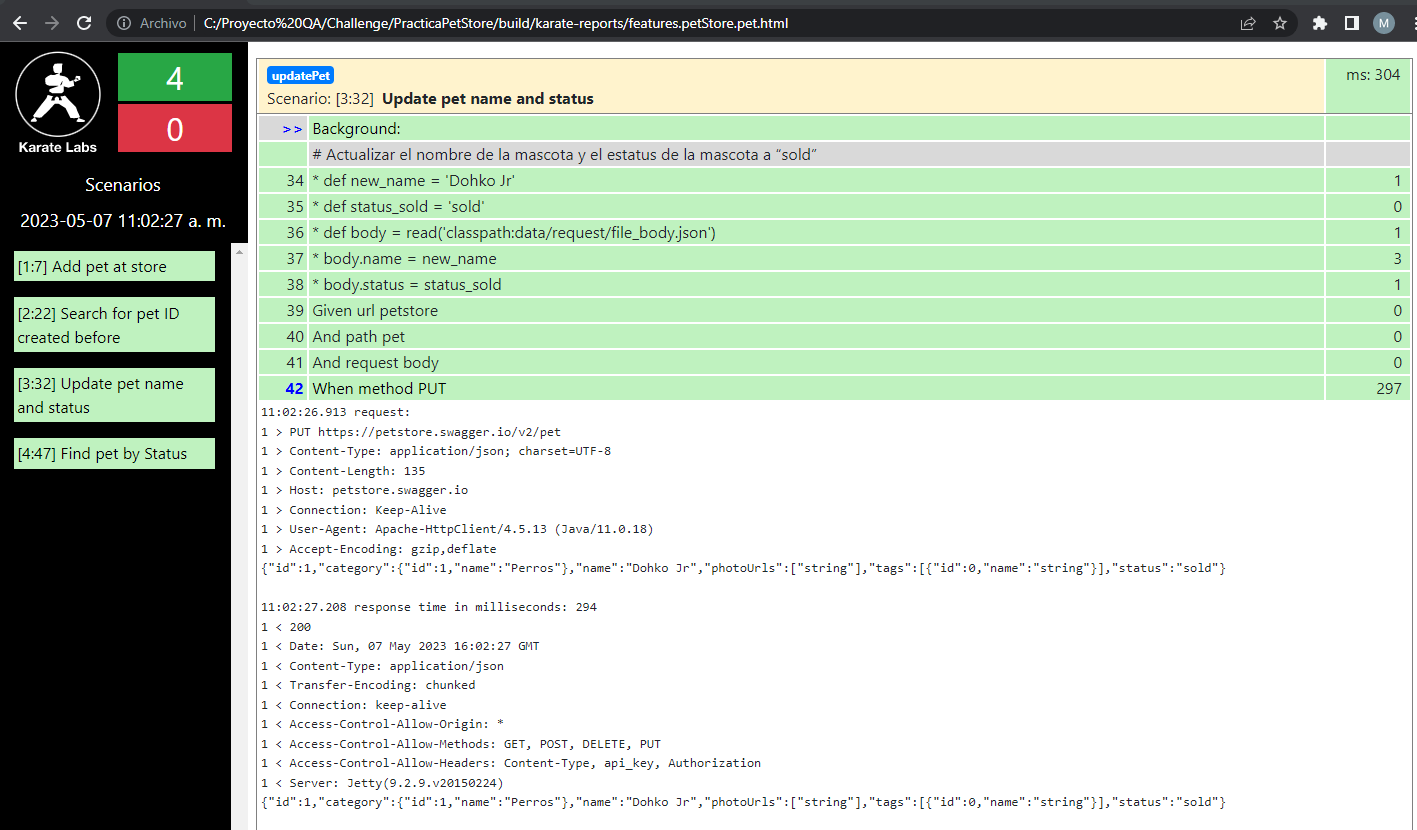 Archivo
C:/Proyecto%20QA/Challenge/PracticaPetStore/build/karate-reports/features.petStore.pet.html
M
Karate Labs
4
0
Scenarios
2023-05-07 11:02:27 a. m.
[1:7] Add pet at store
[2:22] Search for pet ID
created before
[3:32] Update pet name
and status
[4:47] Find pet by Status
updatePet
Scenario: [3:32] Update pet name and status
ms: 304
>> Background:
# Actualizar el nombre de la mascota y el estatus de la mascota a “sold”
34 * def new_name = 'Dohko Jr' 1
35 * def status_sold = 'sold' 0
36 * def body = read('classpath:data/request/file_body.json') 1
37 * body.name = new_name 3
38 * body.status = status_sold 1
39 Given url petstore 0
40 And path pet 0
41 And request body 0
42 When method PUT 297
11:02:26.913 request:
1 > PUT https://petstore.swagger.io/v2/pet
1 > Content-Type: application/json; charset=UTF-8
1 > Content-Length: 135
1 > Host: petstore.swagger.io
1 > Connection: Keep-Alive
1 > User-Agent: Apache-HttpClient/4.5.13 (Java/11.0.18)
1 > Accept-Encoding: gzip,deflate
{"id":1,"category":{"id":1,"name":"Perros"},"name":"Dohko Jr","photoUrls":["string"],"tags":[{"id":0,"name":"string"}],"status":"sold"}
11:02:27.208 response time in milliseconds: 294
1 < 200
1 < Date: Sun, 07 May 2023 16:02:27 GMT
1 < Content-Type: application/json
1 < Transfer-Encoding: chunked
1 < Connection: keep-alive
1 < Access-Control-Allow-Origin: *
1 < Access-Control-Allow-Methods: GET, POST, DELETE, PUT
1 < Access-Control-Allow-Headers: Content-Type, api_key, Authorization
1 < Server: Jetty(9.2.9.v20150224)
{"id":1,"category":{"id":1,"name":"Perros"},"name":"Dohko Jr","photoUrls":["string"],"tags":[{"id":0,"name":"string"}],"status":"sold"}